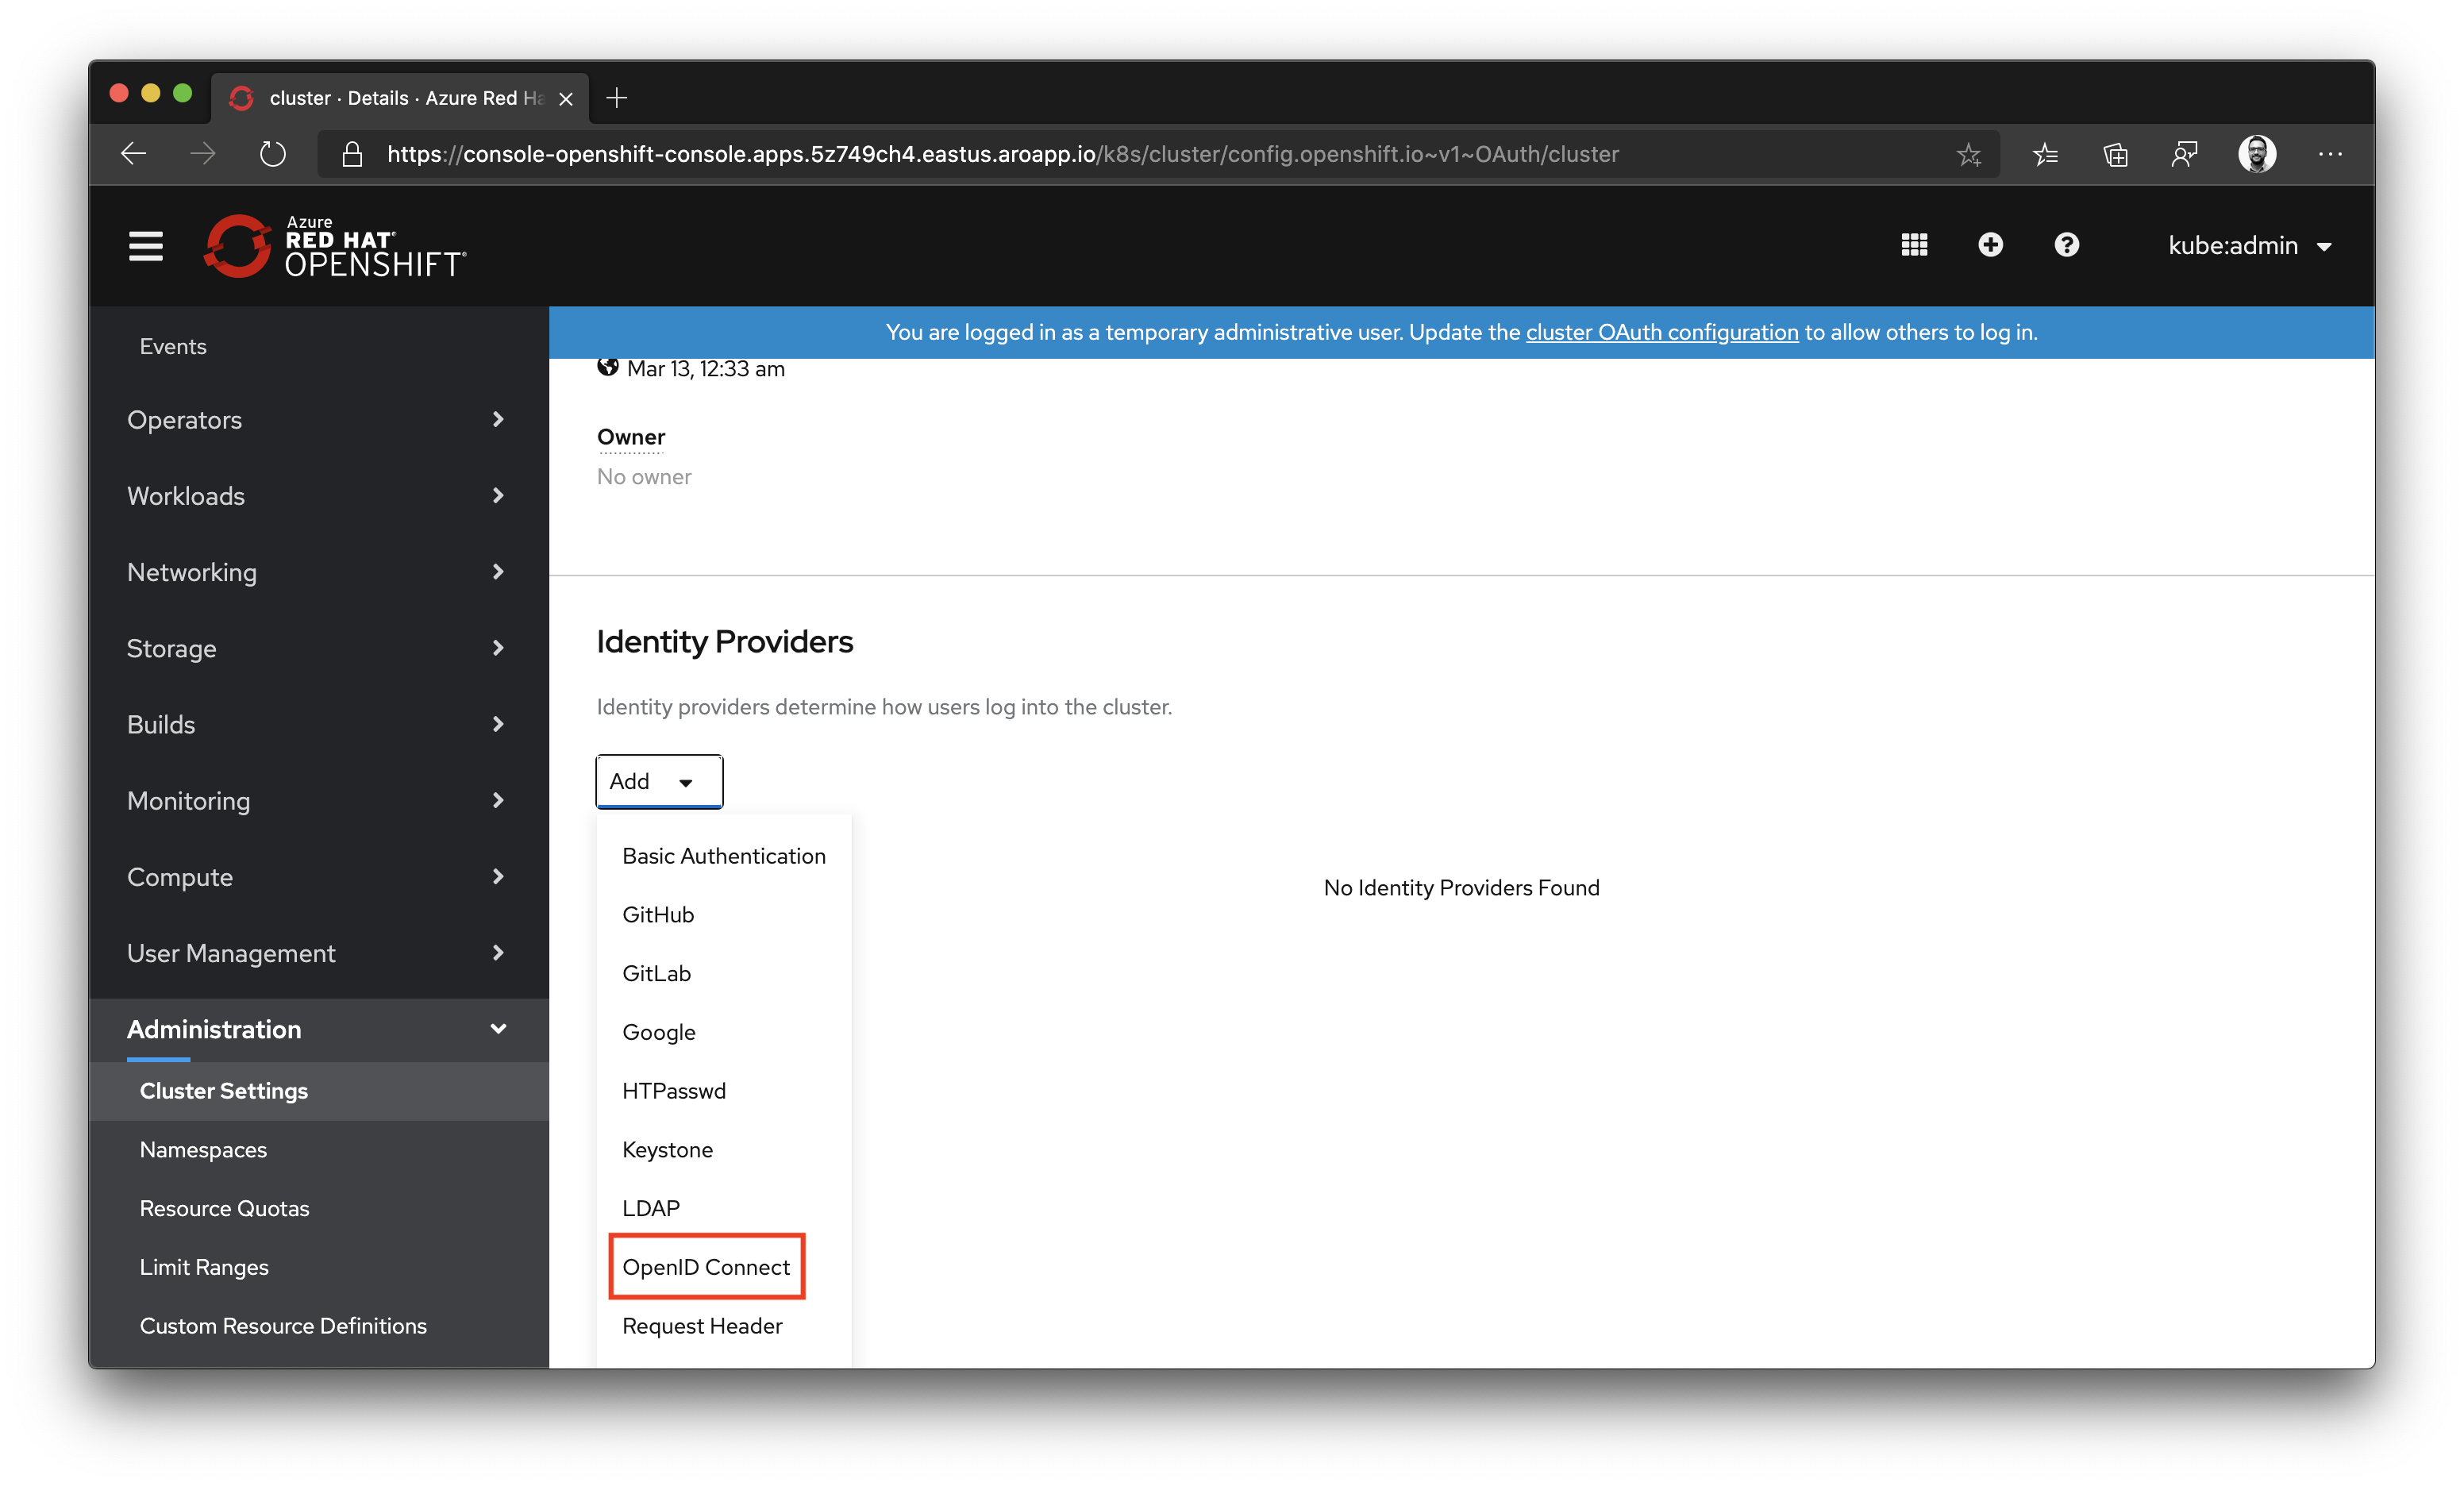 cluster · Details · Azure Red Ha
https://console-openshift-console.apps.5z749ch4.eastus.aroapp.io/k8s/cluster/config.openshift.io~v1~OAuth/cluster
Azure
RED HAT®
OPENSHIFT®
kube:admin
You are logged in as a temporary administrative user. Update the cluster OAuth configuration to allow others to log in.
Events
Operators
Workloads
Networking
Storage
Builds
Monitoring
Compute
User Management
Administration
Cluster Settings
Namespaces
Resource Quotas
Limit Ranges
Custom Resource Definitions
Mar 13, 12:33 am
Owner
No owner
Identity Providers
Identity providers determine how users log into the cluster.
Add
Basic Authentication
GitHub
GitLab
Google
HTPasswd
Keystone
LDAP
OpenID Connect
Request Header
No Identity Providers Found